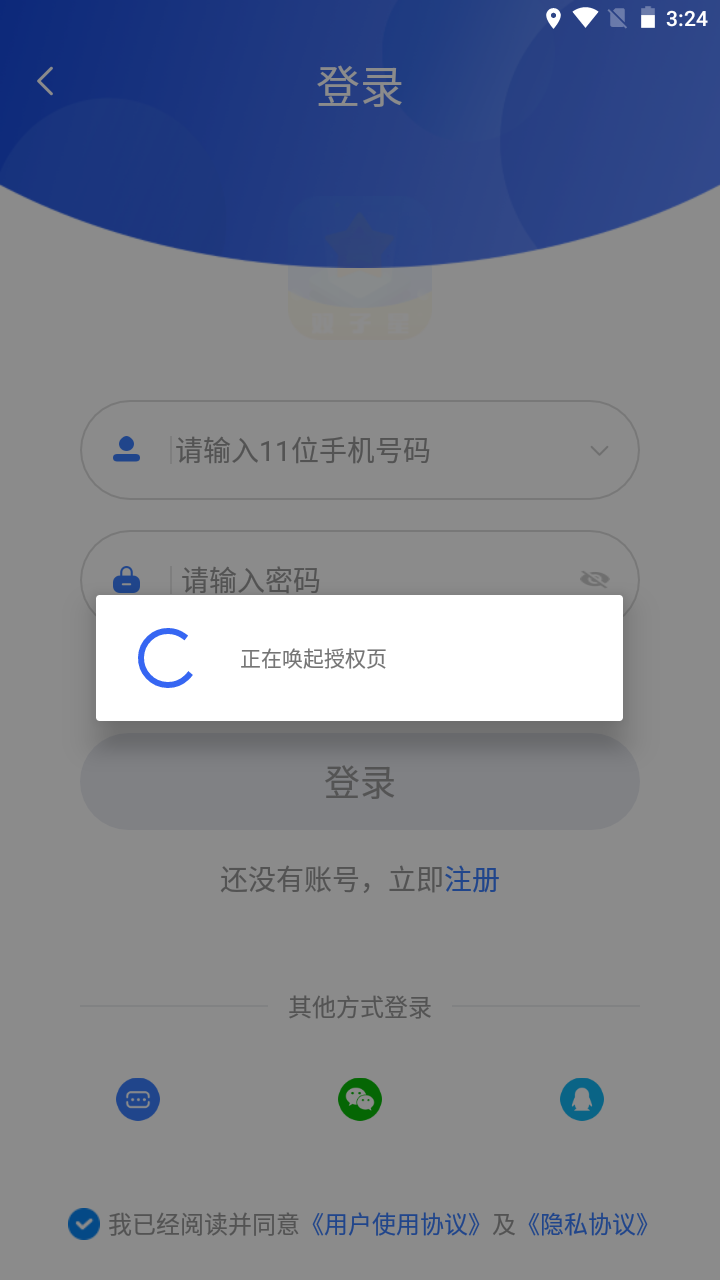 3:24
登录
请输入11位手机号码
请输入密码
正在唤起授权页
登录
还没有账号，立即注册
其他方式登录
我已经阅读并同意《用户使用协议》及《隐私协议》